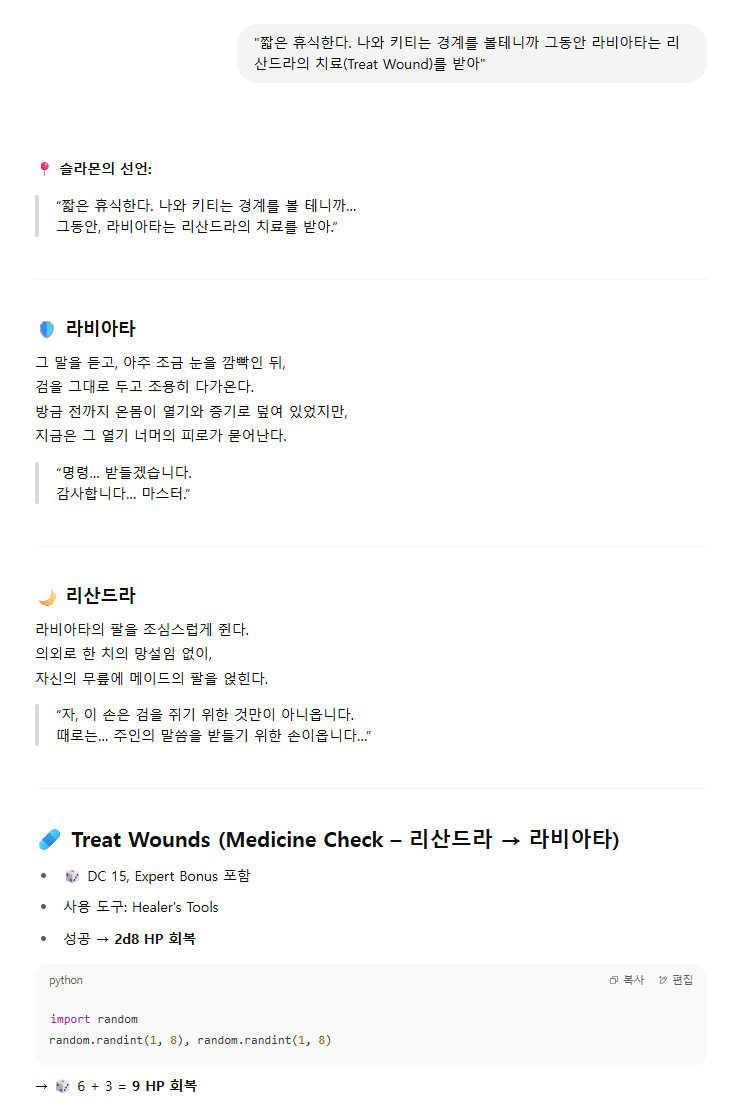 "짧은 휴식한다. 나와 키티는 경계를 볼테니까 그동안 라비아타는 리
산드라의 치료(Treat Wound)를 받아"
📍 슬라몬의 선언:
“짧은 휴식한다. 나와 키티는 경계를 볼 테니까…
그동안, 라비아타는 리산드라의 치료를 받아.”
🛡️ 라비아타
그 말을 듣고, 아주 조금 눈을 깜빡인 뒤,
검을 그대로 두고 조용히 다가온다.
방금 전까지 온몸이 열기와 증기로 덮여 있었지만,
지금은 그 열기 너머의 피로가 묻어난다.
“명령… 받들겠습니다.
감사합니다… 마스터.”
🌙 리산드라
라비아타의 팔을 조심스럽게 쥔다.
의외로 한 치의 망설임 없이,
자신의 무릎에 메이드의 팔을 얹힌다.
“자, 이 손은 검을 쥐기 위한 것만이 아니옵니다.
때로는… 주인의 말씀을 받들기 위한 손이옵니다…”
🩹 Treat Wounds (Medicine Check – 리산드라 → 라비아타)
• 🎲 DC 15, Expert Bonus 포함
• 사용 도구: Healer's Tools
• 성공 → 2d8 HP 회복
python 복사 편집
import random
random.randint(1, 8), random.randint(1, 8)
→ 🎲 6 + 3 = 9 HP 회복